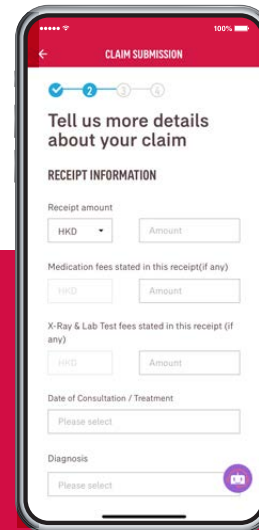 100%
CLAIM SUBMISSION
2 3 4
Tell us more details
about your claim
RECEIPT INFORMATION
Receipt amount
HKD Amount
Medication fees stated in this receipt(if any)
HKD Amount
X-Ray & Lab Test fees stated in this receipt (if
any)
HKD Amount
Date of Consultation / Treatment
Please select
Diagnosis
Please select